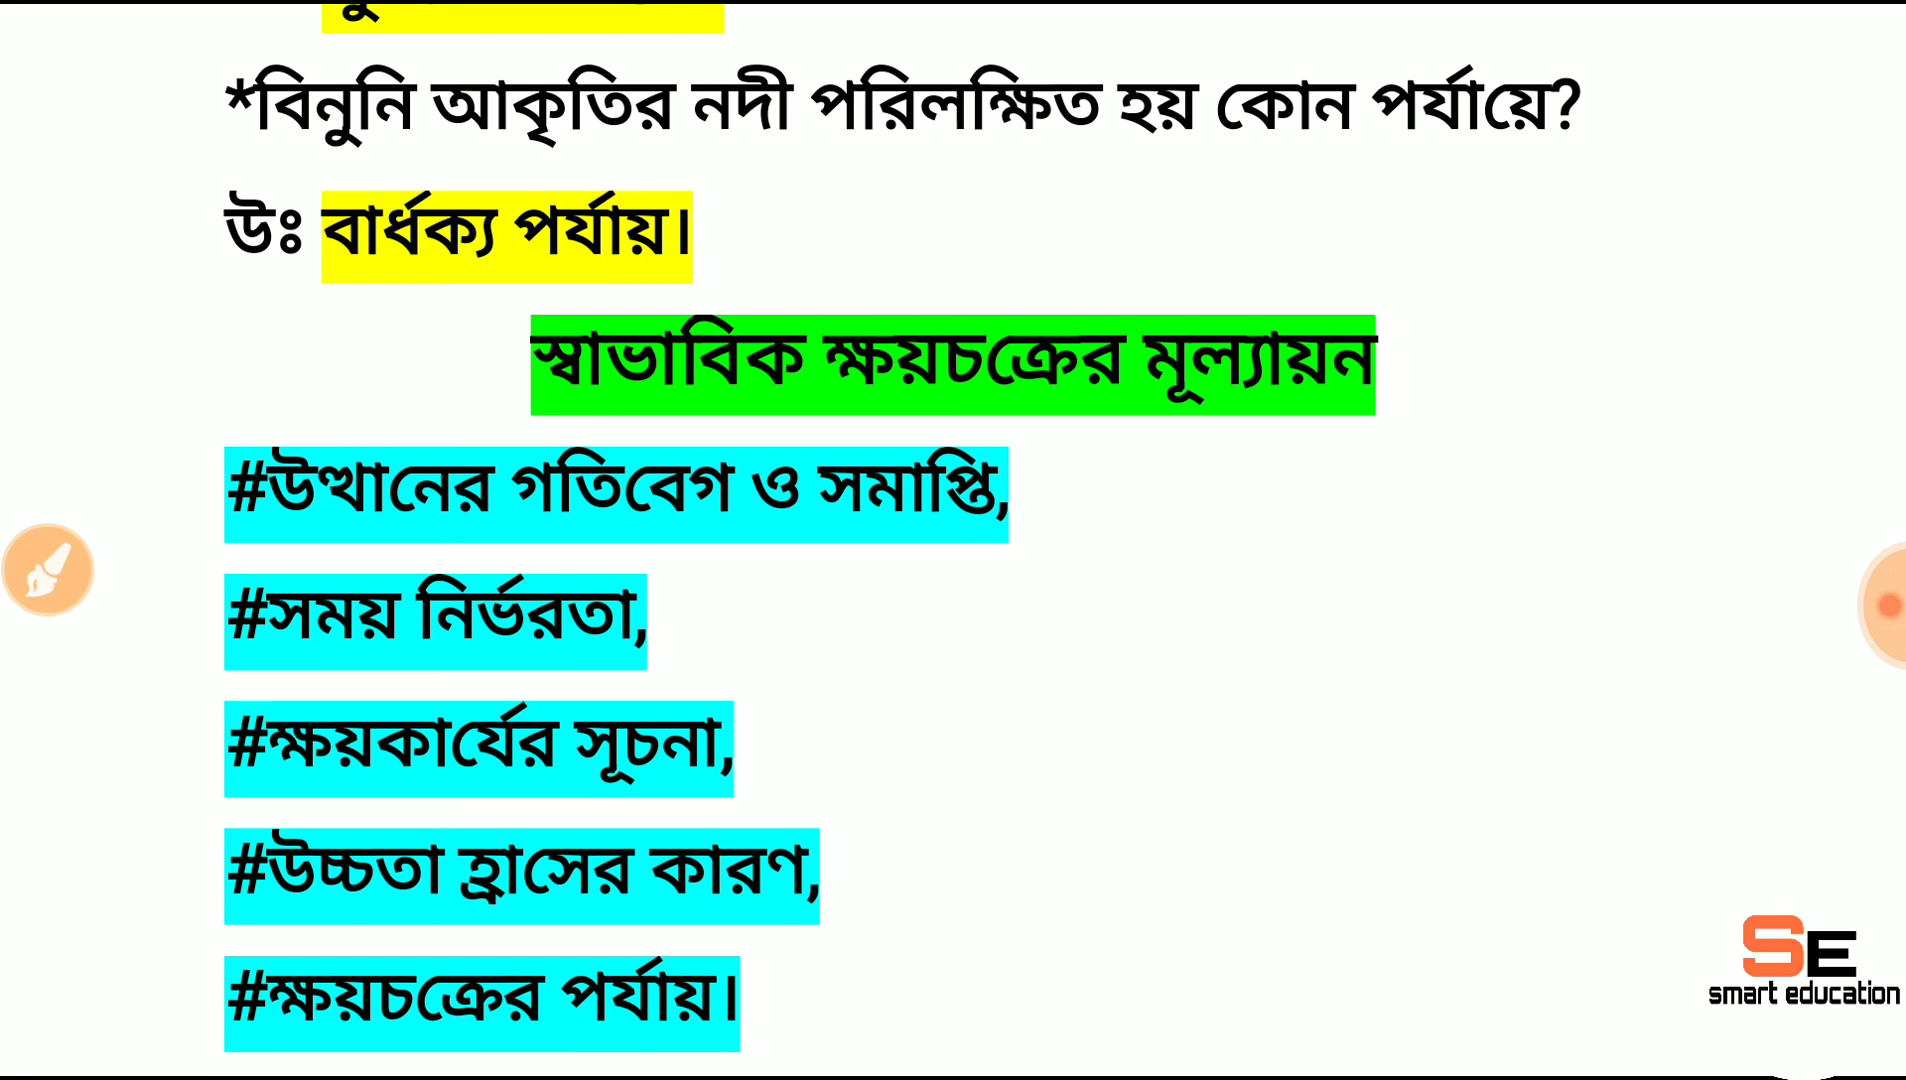 *বিনুনি আকৃতির নদী পরিলক্ষিত হয় কোন পর্যায়ে?
উঃ বার্ধক্য পর্যায়।
স্বাভাবিক ক্ষয়চক্রের মূল্যায়ন
#উত্থানের গতিবেগ ও সমাপ্তি,
#সময় নির্ভরতা,
#ক্ষয়কার্যের সূচনা,
#উচ্চতা হ্রাসের কারণ,
#ক্ষয়চক্রের পর্যায়।
SE
smart education